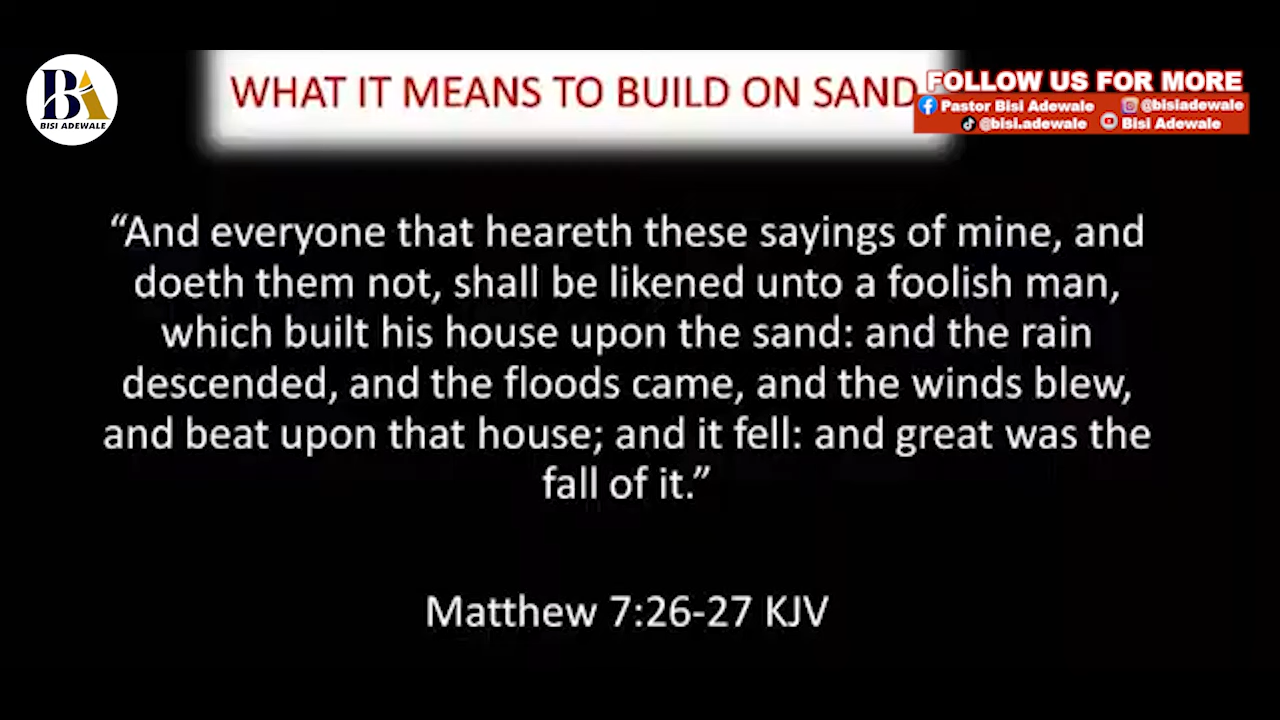 BA
BISI ADEWALE
WHAT IT MEANS TO BUILD ON SAND
FOLLOW US FOR MORE
Pastor Bisi Adewale @bisiadewale
@bisi.adewale Bisi Adewale
“And everyone that heareth these sayings of mine, and
doeth them not, shall be likened unto a foolish man,
which built his house upon the sand: and the rain
descended, and the floods came, and the winds blew,
and beat upon that house; and it fell: and great was the
fall of it.”
Matthew 7:26-27 KJV